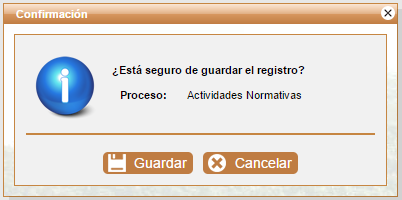 Confirmación
¿Está seguro de guardar el registro?
Proceso: Actividades Normativas
Guardar Cancelar